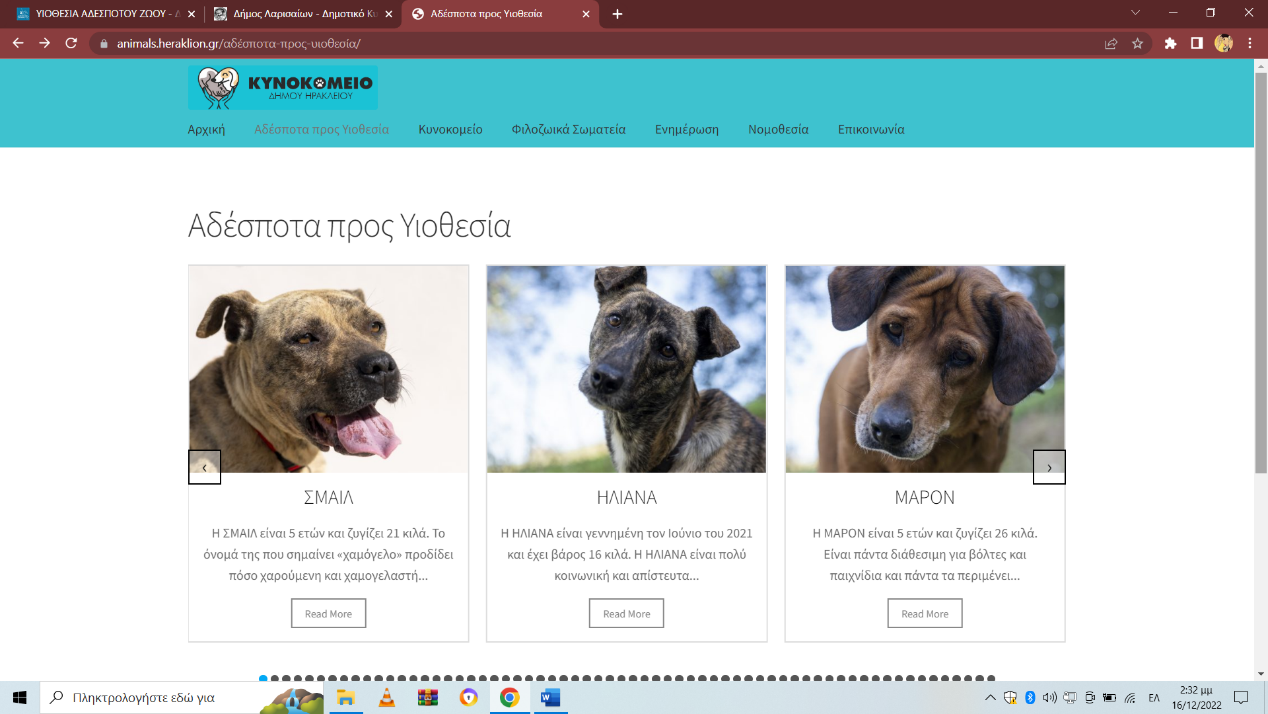 ΥΙΟΘΕΣΙΑ ΑΔΕΣΠΟΤΟΥ ΖΩΟΥ - Δ
Δήμος Λαρισαίων - Δημοτικό Κυ
Αδέσποτα προς Υιοθεσία
animals.heraklion.gr/αδέσποτα-προς-υιοθεσία/
ΚΥΝΟΚΟΜΕΙΟ
ΔΗΜΟΥ ΗΡΑΚΛΕΙΟΥ
Αρχική Αδέσποτα προς Υιοθεσία Κυνοκομείο Φιλοζωικά Σωματεία Ενημέρωση Νομοθεσία Επικοινωνία
Αδέσποτα προς Υιοθεσία
ΣΜΑΙΛ
Η ΣΜΑΙΛ είναι 5 ετών και ζυγίζει 21 κιλά. Το
όνομά της που σημαίνει «χαμόγελο» προδίδει
πόσο χαρούμενη και χαμογελαστή...
Read More
ΗΛΙΑΝΑ
Η ΗΛΙΑΝΑ είναι γεννημένη τον Ιούνιο του 2021
και έχει βάρος 16 κιλά. Η ΗΛΙΑΝΑ είναι πολύ
κοινωνική και απίστευτα...
Read More
ΜΑΡΟΝ
Η ΜΑΡΟΝ είναι 5 ετών και ζυγίζει 26 κιλά.
Είναι πάντα διάθεσιμη για βόλτες και
παιχνίδια και πάντα τα περιμένει...
Read More
Πληκτρολογήστε εδώ για
ΕΛ
2:32 μμ
16/12/2022